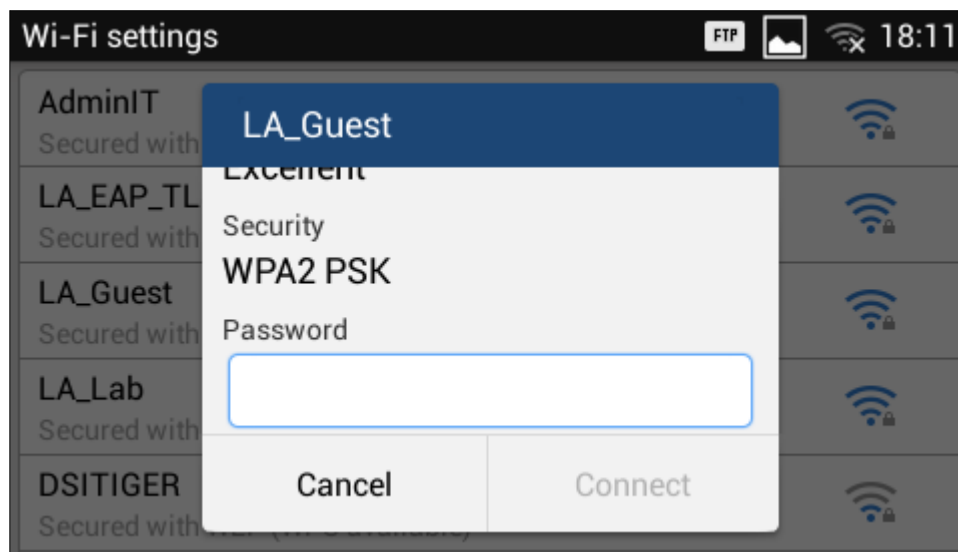 Wi-Fi settings FTP 18:11
AdminIT
Secured with
LA_EAP_TL
Secured with
LA_Guest
Secured with
LA_Lab
Secured with
DSITIGER
Secured with
LA_Guest
Excellent
Security
WPA2 PSK
Password
Cancel Connect